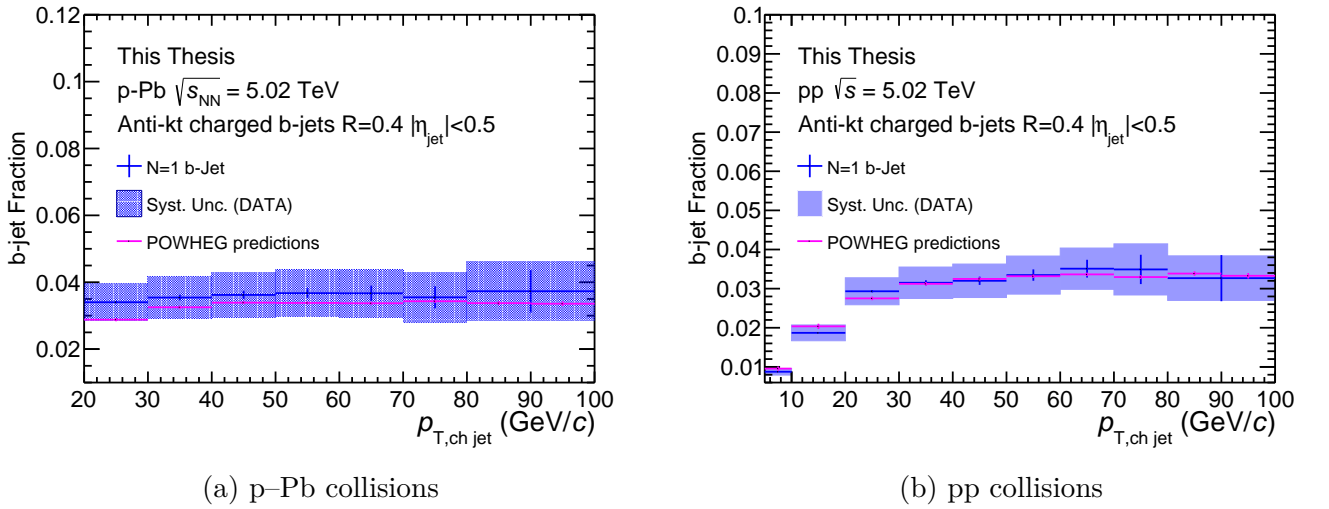 0.12
0.1
0.08
0.06
0.04
0.02
b-jet Fraction
This Thesis
p-Pb √s_NN = 5.02 TeV
Anti-kt charged b-jets R=0.4 |η_jet|<0.5
N=1 b-Jet
Syst. Unc. (DATA)
POWHEG predictions
20 30 40 50 60 70 80 90 100
p_T,ch jet (GeV/c)
(a) p–Pb collisions
0.1
0.09
0.08
0.07
0.06
0.05
0.04
0.03
0.02
0.01
b-jet Fraction
This Thesis
pp √s = 5.02 TeV
Anti-kt charged b-jets R=0.4 |η_jet|<0.5
N=1 b-Jet
Syst. Unc. (DATA)
POWHEG predictions
10 20 30 40 50 60 70 80 90 100
p_T,ch jet (GeV/c)
(b) pp collisions